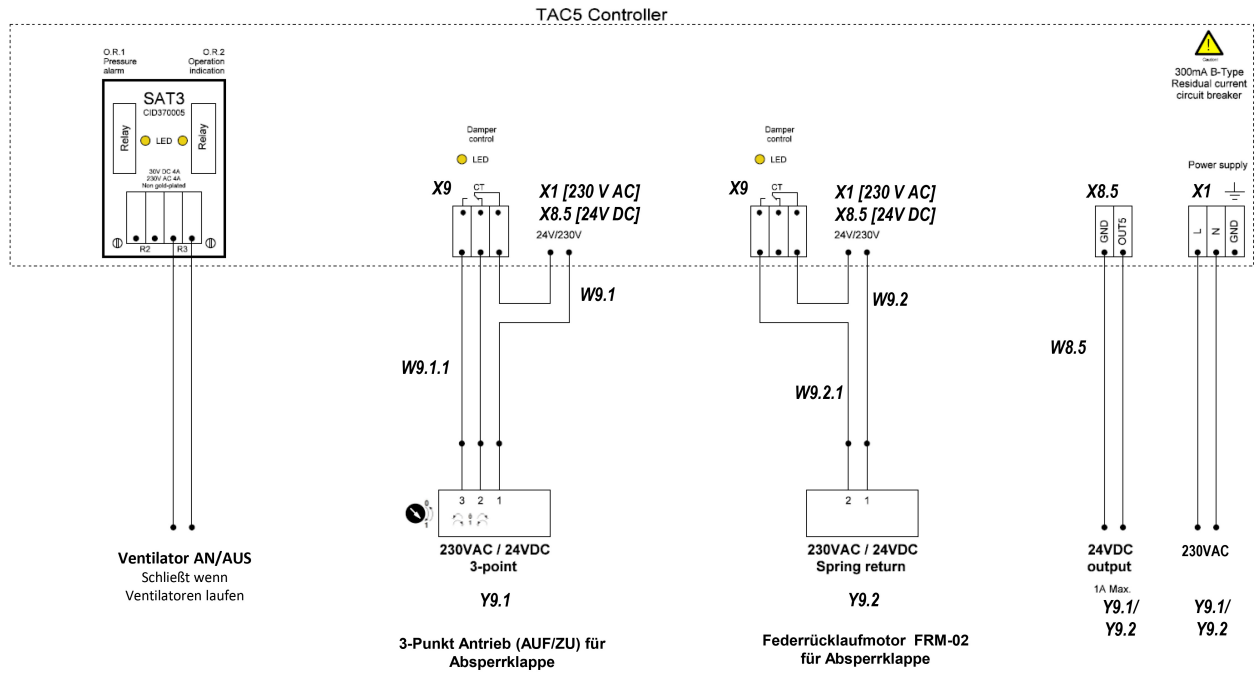 TAC5 Controller
O.R.1
Pressure
alarm
O.R.2
Operation
indication
SAT3
CID370005
Relay
LED
Relay
30V DC 4A
230V AC 4A
Non gold-plated
R2
R3
Ventilator AN/AUS
Schließt wenn
Ventilatoren laufen
Damper
control
LED
X9
CT
X1 [230 V AC]
X8.5 [24V DC]
24V/230V
W9.1
W9.1.1
3 2 1
0
1
0
1
230VAC / 24VDC
3-point
Y9.1
3-Punkt Antrieb (AUF/ZU) für
Absperrklappe
Damper
control
LED
X9
CT
X1 [230 V AC]
X8.5 [24V DC]
24V/230V
W9.2
W9.2.1
2 1
230VAC / 24VDC
Spring return
Y9.2
Federrücklaufmotor FRM-02
für Absperrklappe
Caution!
300mA B-Type
Residual current
circuit breaker
Power supply
X8.5
GND
OUT5
W8.5
24VDC
output
1A Max.
Y9.1/
Y9.2
X1
L
N
GND
230VAC
Y9.1/
Y9.2